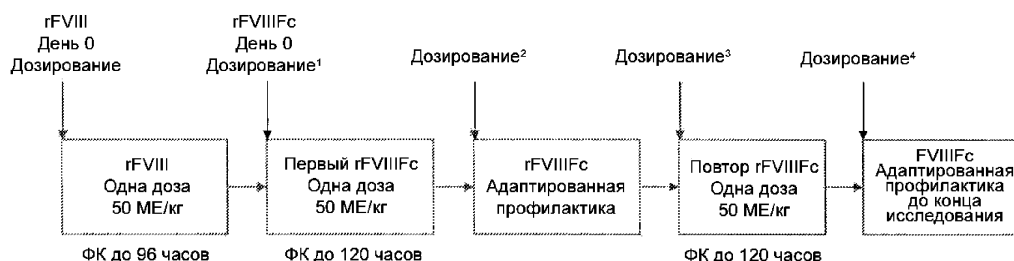 rFVIII
День 0
Дозирование
rFVIIIFc
День 0
Дозирование¹
Дозирование²
Дозирование³
Дозирование⁴
rFVIII
Одна доза
50 МЕ/кг
Первый rFVIIIFc
Одна доза
50 МЕ/кг
rFVIIIFc
Адаптированная
профилактика
Повтор rFVIIIFc
Одна доза
50 МЕ/кг
FVIIIFc
Адаптированная
профилактика
до конца
исследования
ФК до 96 часов
ФК до 120 часов
ФК до 120 часов